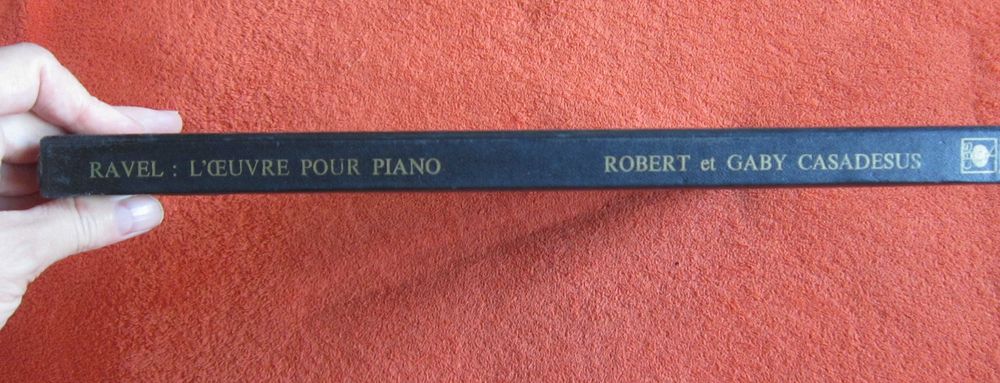 RAVEL : L'ŒUVRE POUR PIANO
ROBERT et GABY CASADESUS
CBS